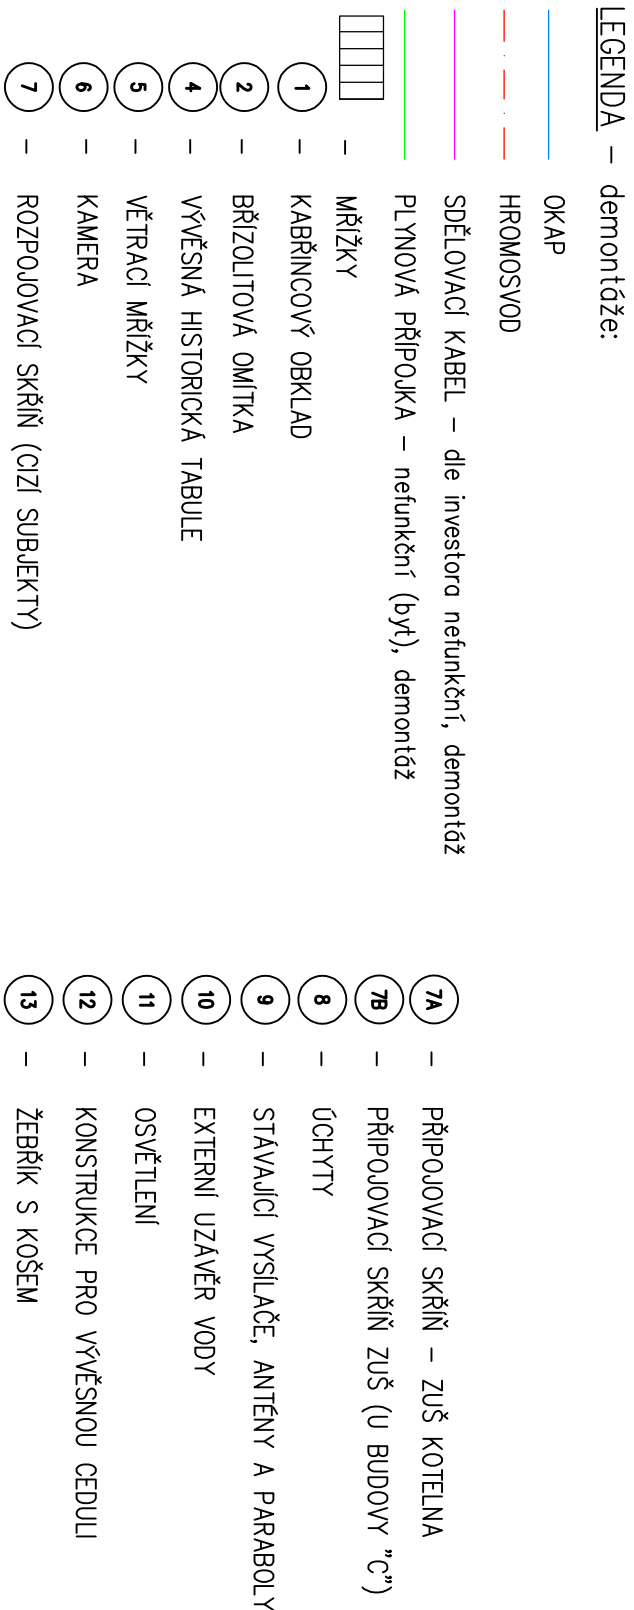 LEGENDA – demontáže:
OKAP
HROMOSVOD
SDĚLOVACÍ KABEL – dle investora nefunkční, demontáž
PLYNOVÁ PŘÍPOJKA – nefunkční (byt), demontáž
– MŘÍŽKY
1 – KABŘINCOVÝ OBKLAD
2 – BŘÍZOLITOVÁ OMÍTKA
4 – VÝVĚSNÁ HISTORICKÁ TABULE
5 – VĚTRACÍ MŘÍŽKY
6 – KAMERA
7 – ROZPOJOVACÍ SKŘÍŇ (CIZÍ SUBJEKTY)
7A – PŘIPOJOVACÍ SKŘÍŇ – ZUŠ KOTELNA
7B – PŘIPOJOVACÍ SKŘÍŇ ZUŠ (U BUDOVY "C")
8 – ÚCHYTY
9 – STÁVAJÍCÍ VYSÍLAČE, ANTÉNY A PARABOLY
10 – EXTERNÍ UZÁVĚR VODY
11 – OSVĚTLENÍ
12 – KONSTRUKCE PRO VÝVĚSNOU CEDULI
13 – ŽEBŘÍK S KOŠEM